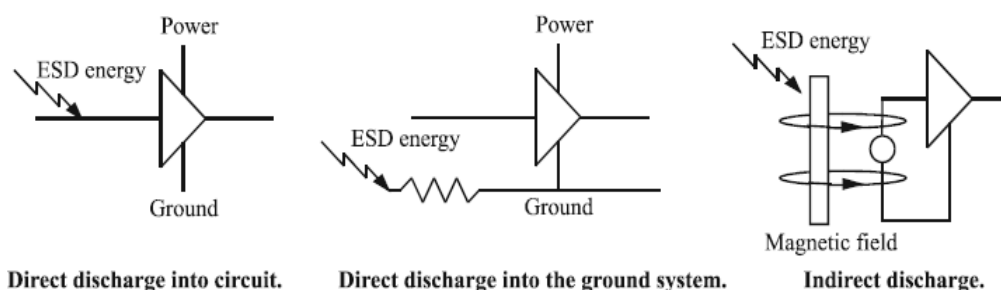 Power
ESD energy
Ground
Direct discharge into circuit.
Power
ESD energy
Ground
Direct discharge into the ground system.
ESD energy
Magnetic field
Indirect discharge.